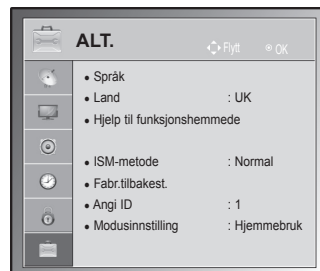 ALT.
Flytt OK
Språk
Land : UK
Hjelp til funksjonshemmede
ISM-metode : Normal
Fabr.tilbakest.
Angi ID : 1
Modusinnstilling : Hjemmebruk